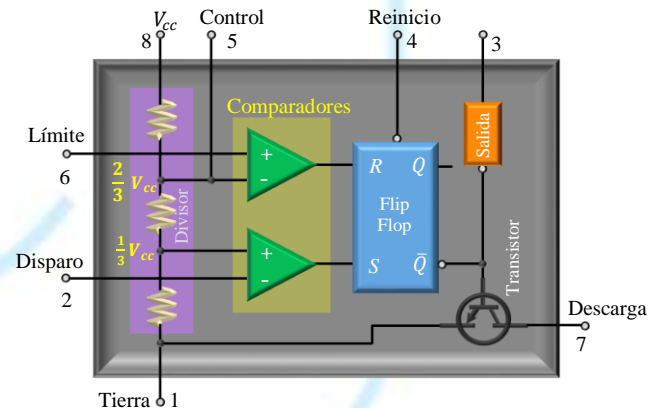 Vcc Control Reinicio
8 5 4 3
Comparadores
Límite
6
+
-
2/3 Vcc
Divisor
R Q
Flip
Flop
Salida
1/3 Vcc
+
-
Disparo
2
S Q̅
Transistor
Descarga
7
Tierra 1